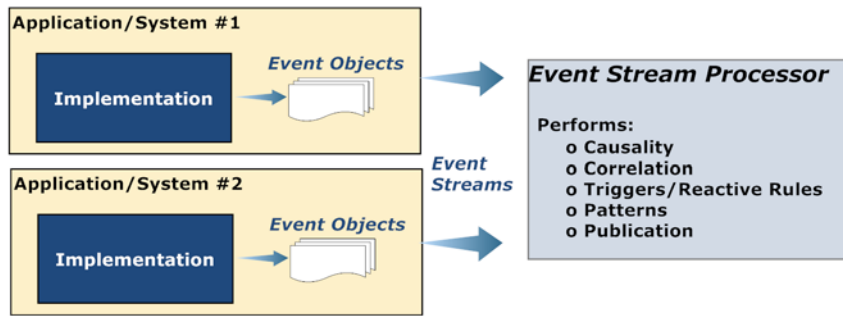 Application/System #1
Event Objects
Implementation
Event Stream Processor
Performs:
o Causality
o Correlation
o Triggers/Reactive Rules
o Patterns
o Publication
Event
Streams
Application/System #2
Event Objects
Implementation